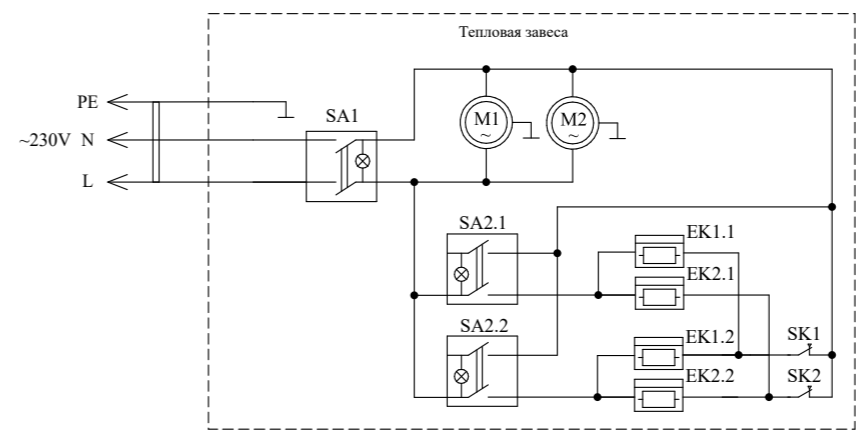 Тепловая завеса
PE
SA1
M1
~
M2
~
~230V N
L
SA2.1
EK1.1
EK2.1
SA2.2
EK1.2
SK1
EK2.2
SK2